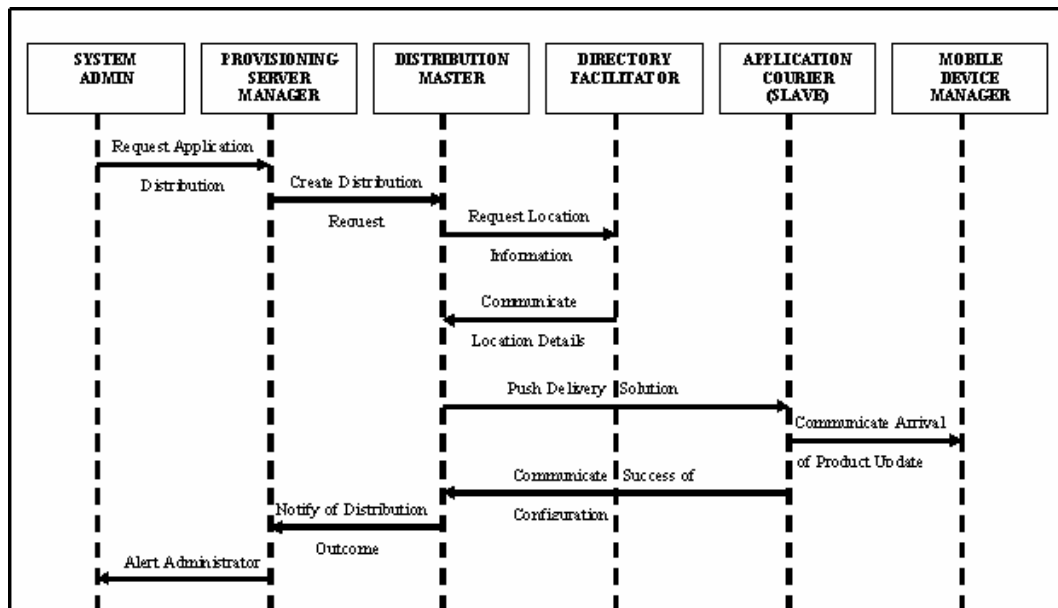 SYSTEM
ADMIN
PROVISIONING
SERVER
MANAGER
DISTRIBUTION
MASTER
DIRECTORY
FACILITATOR
APPLICATION
COURIER
(SLAVE)
MOBILE
DEVICE
MANAGER
Request Application
Distribution
Create Distribution
Request
Request Location
Information
Communicate
Location Details
Push Delivery Solution
Communicate Arrival
of Product Update
Communicate Success of
Configuration
Notify of Distribution
Outcome
Alert Administrator